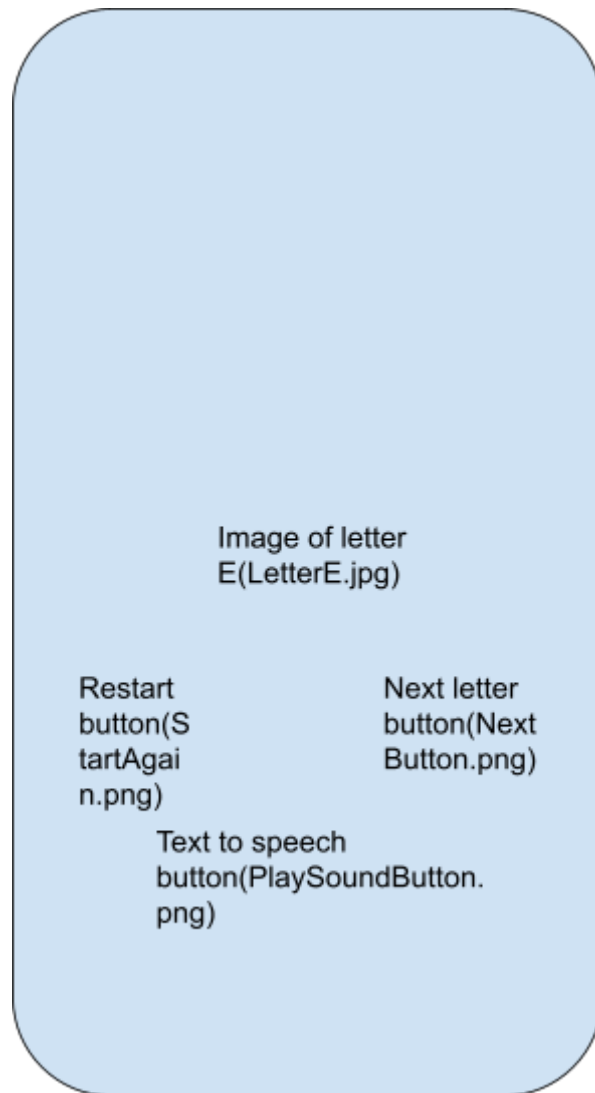 Image of letter
E(LetterE.jpg)
Restart
button(S
tartAgai
n.png)
Next letter
button(Next
Button.png)
Text to speech
button(PlaySoundButton.
png)